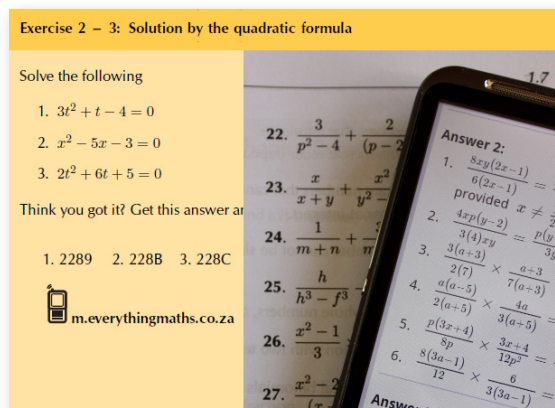 Exercise 2 – 3: Solution by the quadratic formula
Solve the following
1. 3t² + t − 4 = 0
2. x² − 5x − 3 = 0
3. 2t² + 6t + 5 = 0
Think you got it? Get this answer
1. 2289 2. 228B 3. 228C
m.everythingmaths.co.za
1.7
22. 3/(p² − 4) + 2/(p − 2
23. x/(x + y) + x²/(y² −
24. 1/(m + n) +
25. h/(h³ − f³)
26. (x² − 1)/3
27. x² − 2
Answer 2:
1. 8xy(2x−1)/6(2x−1) =
provided x ≠
2. 4xp(y−2)/3(4)xy = p(y
3. 3(a+3)/2(7) × a+3/7(a+3) =
4. a(a−5)/2(a+5) × 4a/3(a+5) =
5. p(3x+4)/8p × 3x+4/12p² =
6. 8(3a−1)/12 × 6/3(3a−1) =